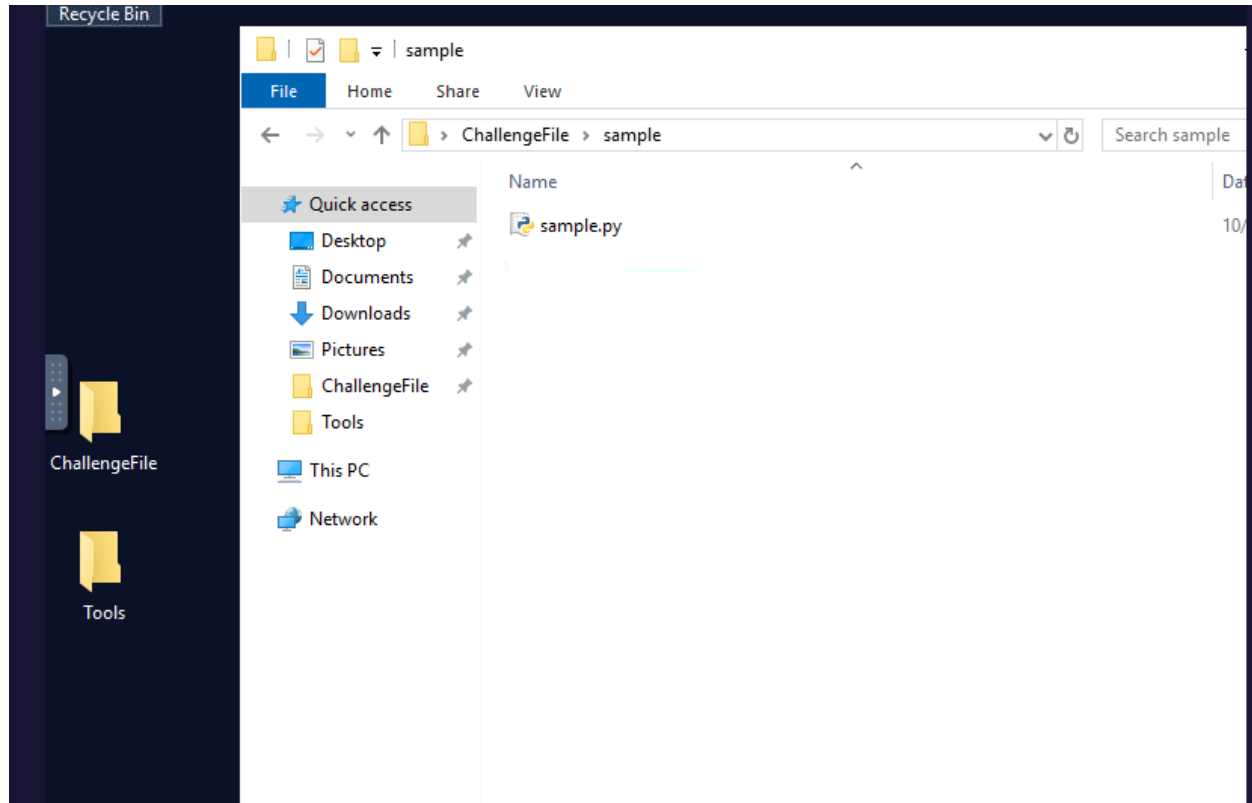 Recycle Bin
sample
File Home Share View
ChallengeFile > sample
Search sample
Name
Quick access
sample.py
10/
Desktop
Documents
Downloads
Pictures
ChallengeFile
Tools
This PC
ChallengeFile
Network
Tools